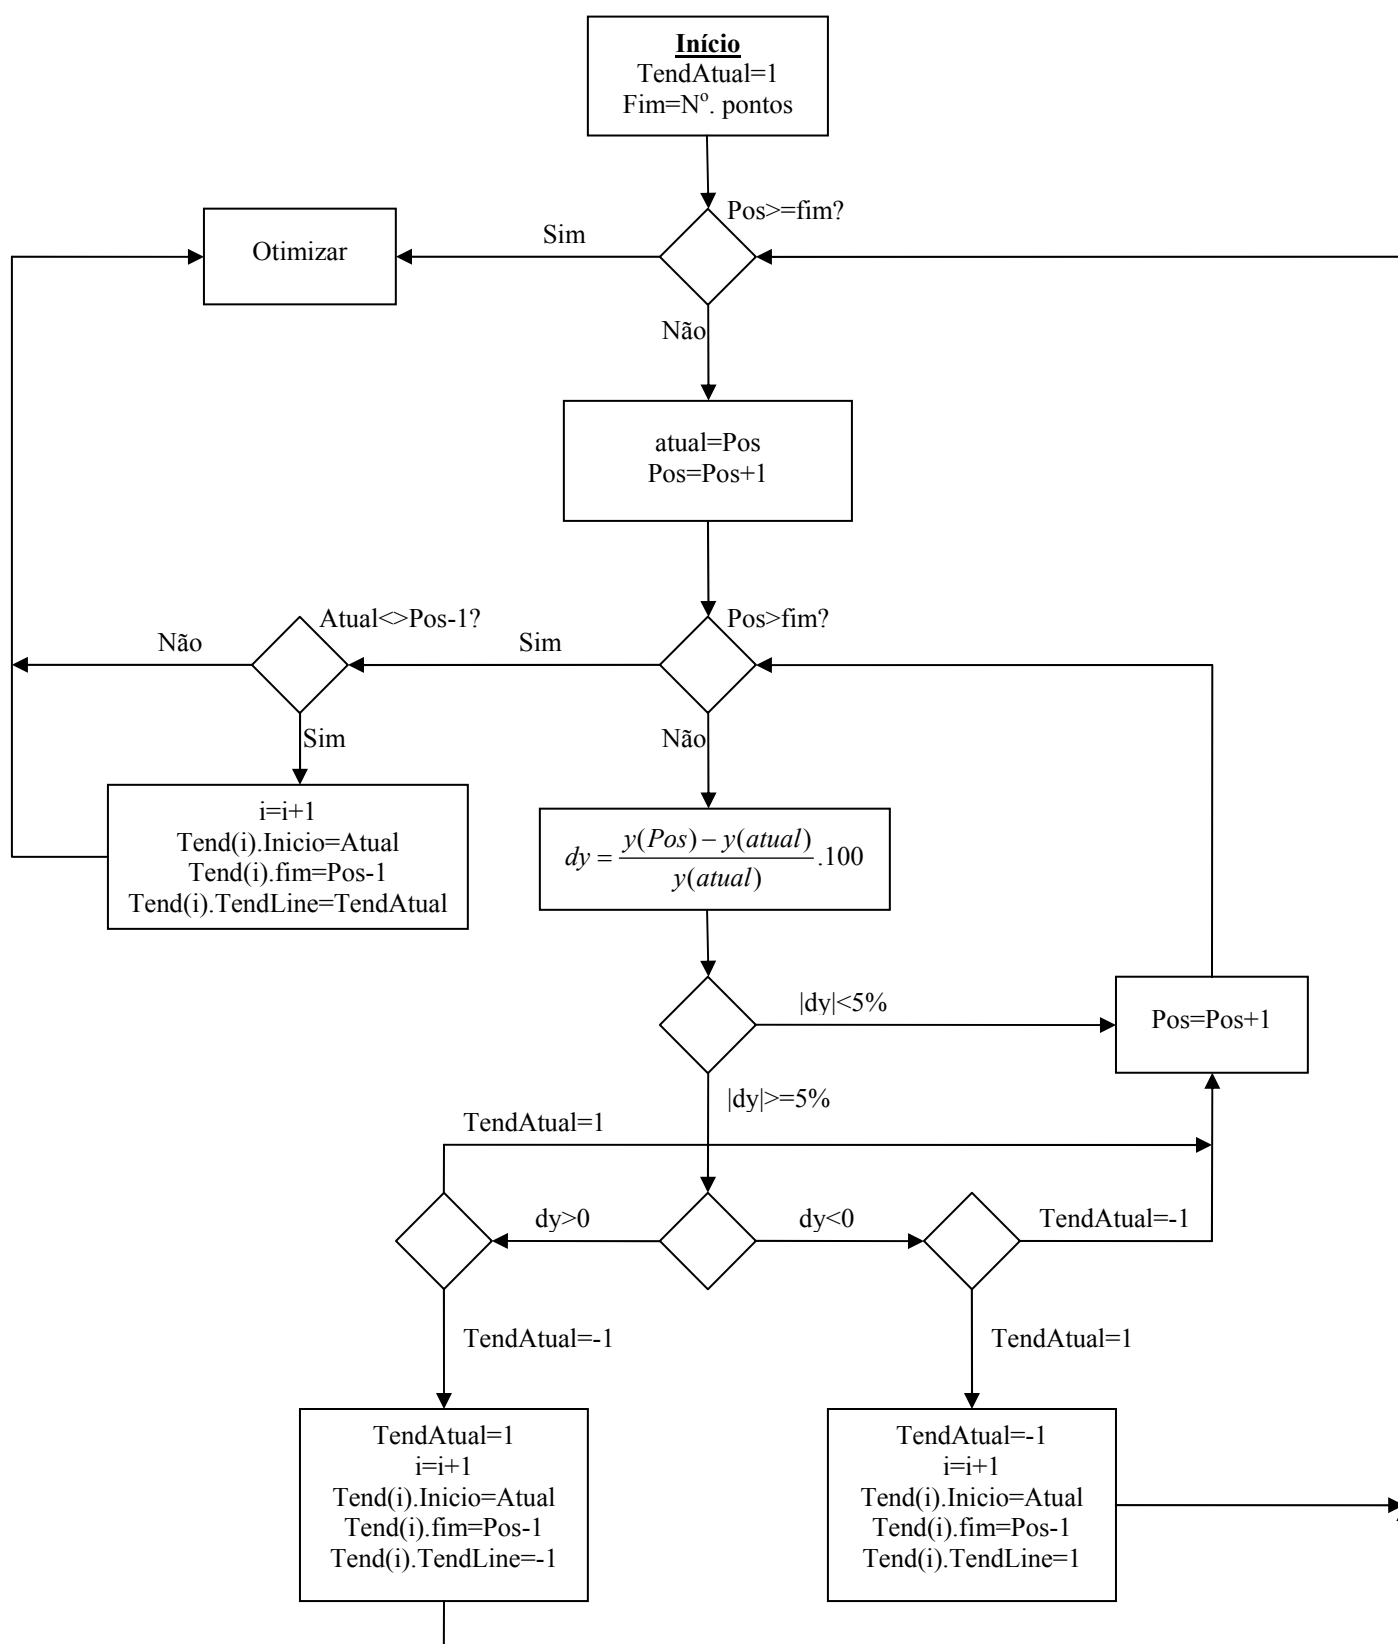 Início
TendAtual=1
Fim=Nº. pontos
Pos>=fim?
Sim
Otimizar
Não
atual=Pos
Pos=Pos+1
Atual<>Pos-1?
Pos>fim?
Não
Sim
Sim
Não
i=i+1
Tend(i).Inicio=Atual
Tend(i).fim=Pos-1
Tend(i).TendLine=TendAtual
dy = y(Pos) − y(atual) / y(atual) .100
|dy|<5%
Pos=Pos+1
|dy|>=5%
TendAtual=1
dy>0
dy<0
TendAtual=-1
TendAtual=-1
TendAtual=1
TendAtual=1
i=i+1
Tend(i).Inicio=Atual
Tend(i).fim=Pos-1
Tend(i).TendLine=-1
TendAtual=-1
i=i+1
Tend(i).Inicio=Atual
Tend(i).fim=Pos-1
Tend(i).TendLine=1